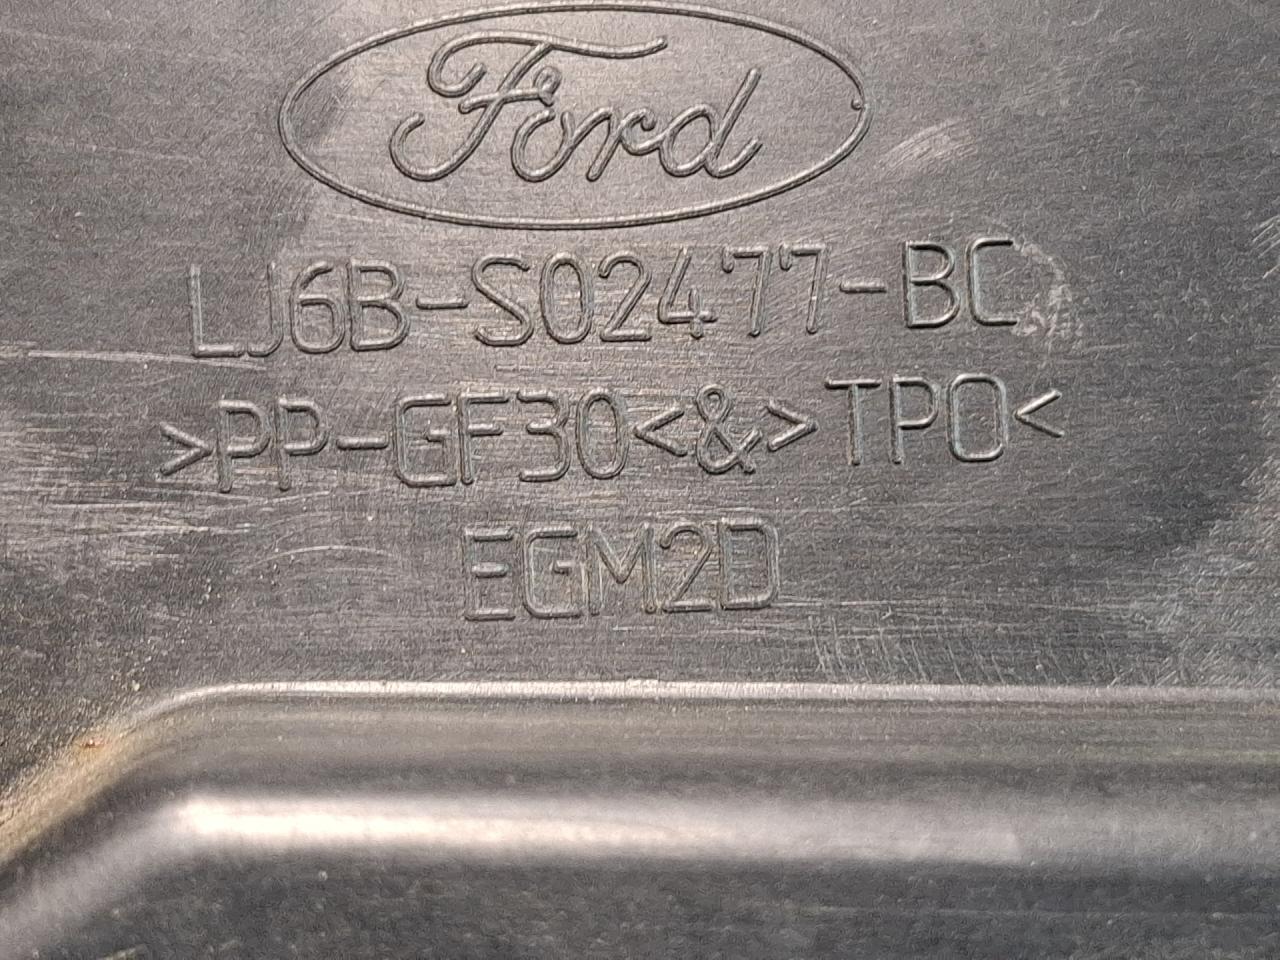 Ford
LJ6B-S02477-BC
>PP-GF30<&>TPO<
EGM2D